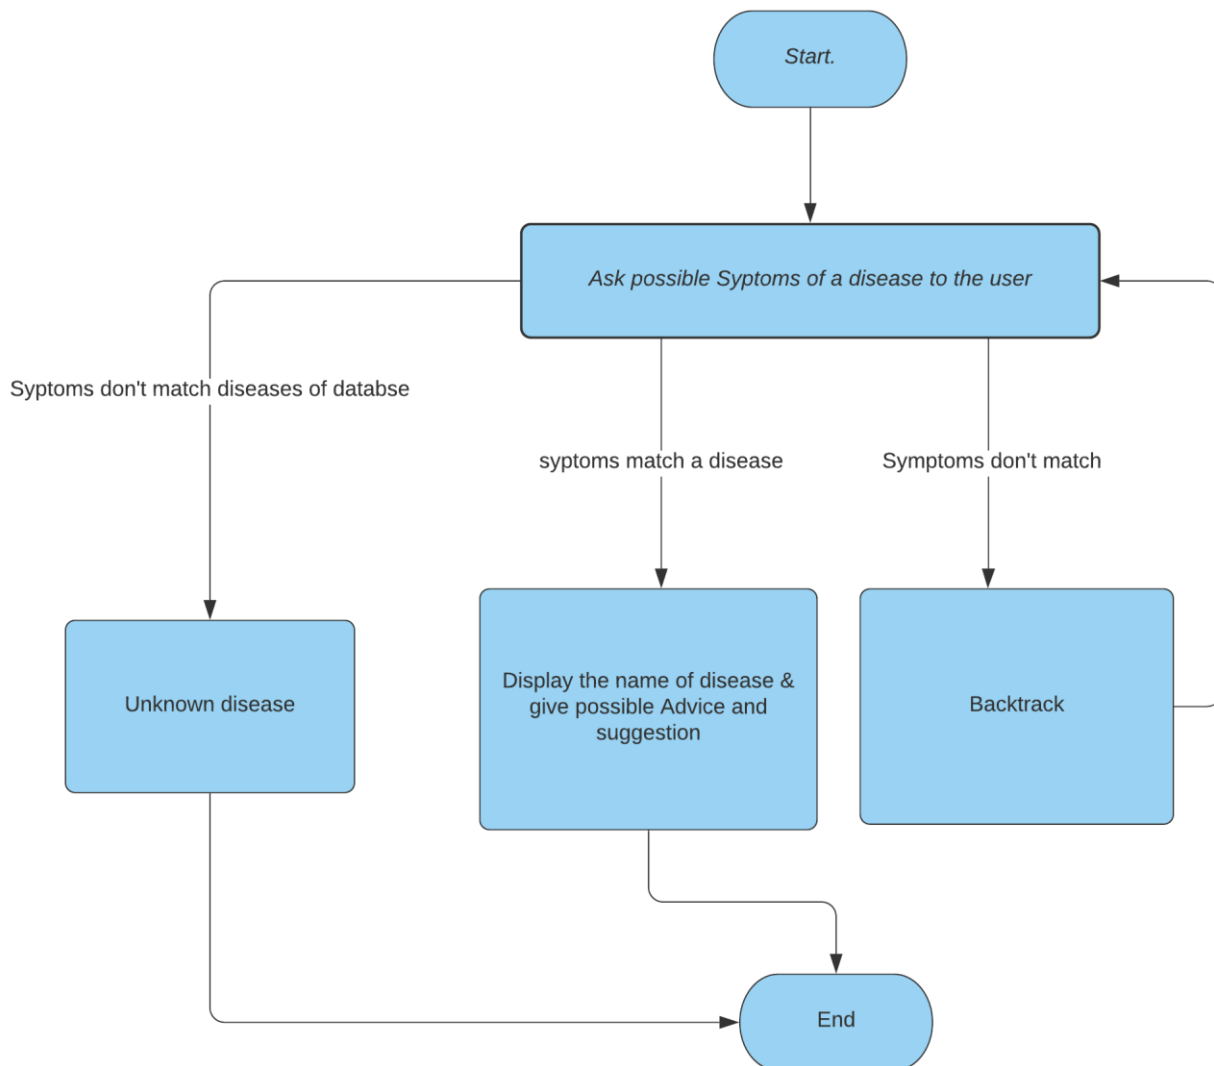 Start.
Ask possible Syptoms of a disease to the user
Syptoms don't match diseases of databse
syptoms match a disease
Symptoms don't match
Unknown disease
Display the name of disease &
give possible Advice and
suggestion
Backtrack
End